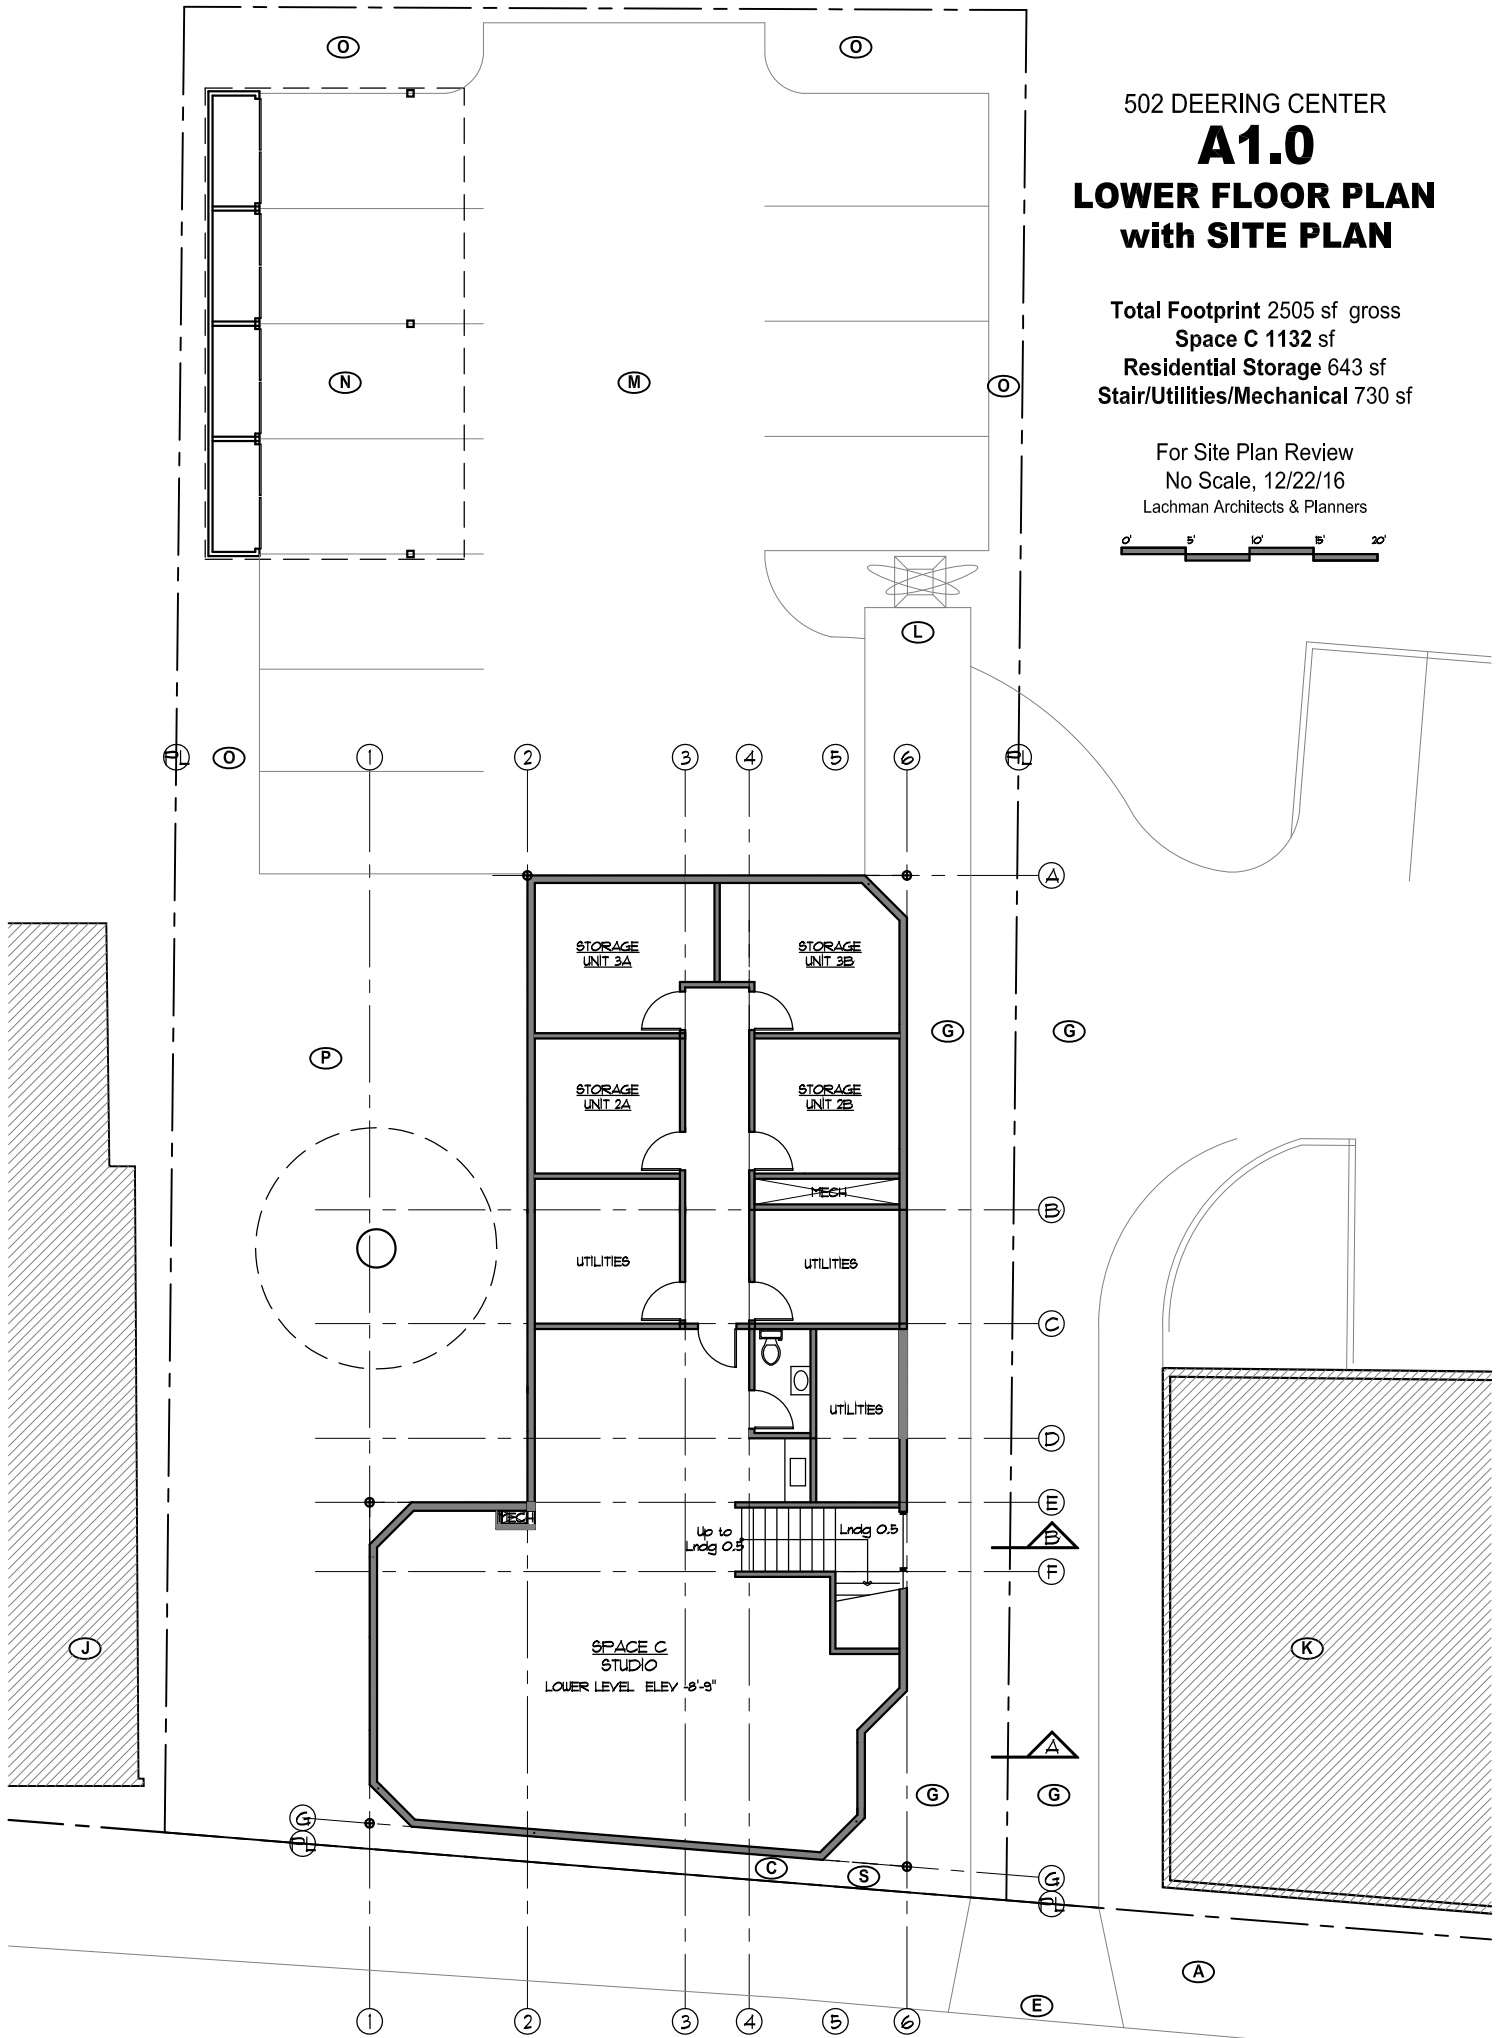 O
O
502 DEERING CENTER
A1.0
LOWER FLOOR PLAN
with SITE PLAN
Total Footprint 2505 sf gross
Space C 1132 sf
Residential Storage 643 sf
Stair/Utilities/Mechanical 730 sf
N
M
O
For Site Plan Review
No Scale, 12/22/16
Lachman Architects & Planners
0' 5' 10' 15' 20'
L
PL
O
1
2
3
4
5
6
PL
A
STORAGE
UNIT 3A
STORAGE
UNIT 3B
G
G
P
STORAGE
UNIT 2A
STORAGE
UNIT 2B
MECH
B
UTILITIES
UTILITIES
C
UTILITIES
D
E
MECH
Up to
Lndg 0.5
Lndg 0.5
B
F
J
SPACE C
STUDIO
LOWER LEVEL ELEV -8'-9"
K
A
G
G
G
PL
C
S
G
PL
A
E
1
2
3
4
5
6